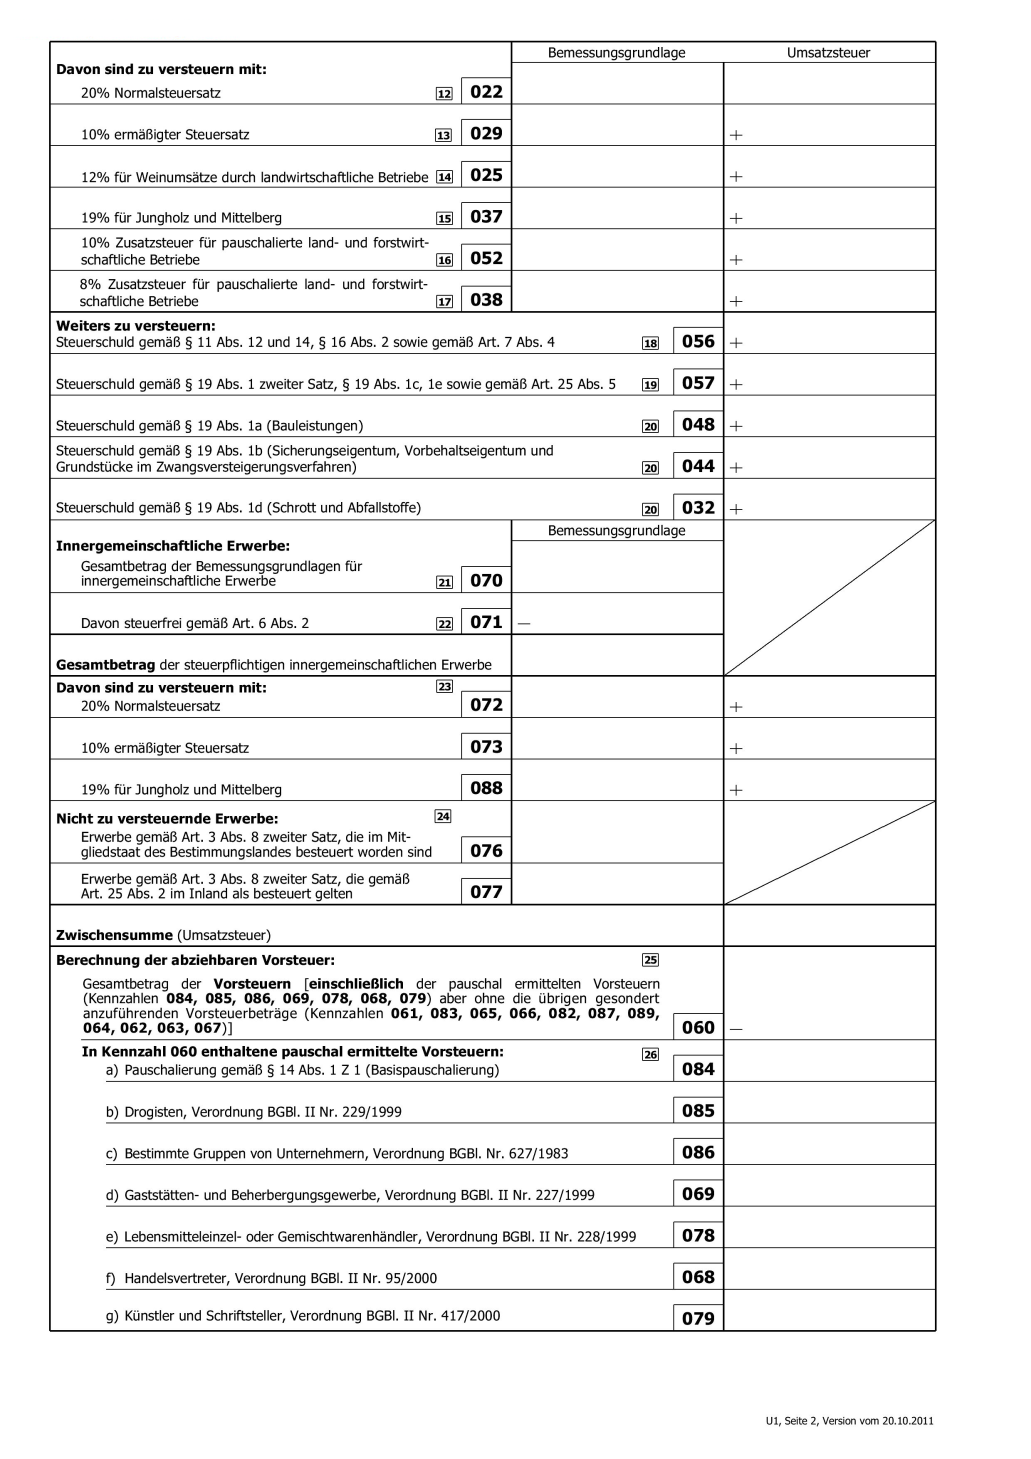 Bemessungsgrundlage Umsatzsteuer
Davon sind zu versteuern mit:
20% Normalsteuersatz 12 022
10% ermäßigter Steuersatz 13 029 +
12% für Weinumsätze durch landwirtschaftliche Betriebe 14 025 +
19% für Jungholz und Mittelberg 15 037 +
10% Zusatzsteuer für pauschalierte land- und forstwirt-
schaftliche Betriebe 16 052 +
8% Zusatzsteuer für pauschalierte land- und forstwirt-
schaftliche Betriebe 17 038 +
Weiters zu versteuern:
Steuerschuld gemäß § 11 Abs. 12 und 14, § 16 Abs. 2 sowie gemäß Art. 7 Abs. 4 18 056 +
Steuerschuld gemäß § 19 Abs. 1 zweiter Satz, § 19 Abs. 1c, 1e sowie gemäß Art. 25 Abs. 5 19 057 +
Steuerschuld gemäß § 19 Abs. 1a (Bauleistungen) 20 048 +
Steuerschuld gemäß § 19 Abs. 1b (Sicherungseigentum, Vorbehaltseigentum und
Grundstücke im Zwangsversteigerungsverfahren) 20 044 +
Steuerschuld gemäß § 19 Abs. 1d (Schrott und Abfallstoffe) 20 032 +
Bemessungsgrundlage
Innergemeinschaftliche Erwerbe:
Gesamtbetrag der Bemessungsgrundlagen für
innergemeinschaftliche Erwerbe 21 070
Davon steuerfrei gemäß Art. 6 Abs. 2 22 071 —
Gesamtbetrag der steuerpflichtigen innergemeinschaftlichen Erwerbe
Davon sind zu versteuern mit: 23
20% Normalsteuersatz 072 +
10% ermäßigter Steuersatz 073 +
19% für Jungholz und Mittelberg 088 +
Nicht zu versteuernde Erwerbe: 24
Erwerbe gemäß Art. 3 Abs. 8 zweiter Satz, die im Mit-
gliedstaat des Bestimmungslandes besteuert worden sind 076
Erwerbe gemäß Art. 3 Abs. 8 zweiter Satz, die gemäß
Art. 25 Abs. 2 im Inland als besteuert gelten 077
Zwischensumme (Umsatzsteuer)
Berechnung der abziehbaren Vorsteuer: 25
Gesamtbetrag der Vorsteuern [einschließlich der pauschal ermittelten Vorsteuern
(Kennzahlen 084, 085, 086, 069, 078, 068, 079) aber ohne die übrigen gesondert
anzuführenden Vorsteuerbeträge (Kennzahlen 061, 083, 065, 066, 082, 087, 089,
064, 062, 063, 067)] 060 —
In Kennzahl 060 enthaltene pauschal ermittelte Vorsteuern: 26
a) Pauschalierung gemäß § 14 Abs. 1 Z 1 (Basispauschalierung) 084
b) Drogisten, Verordnung BGBl. II Nr. 229/1999 085
c) Bestimmte Gruppen von Unternehmern, Verordnung BGBl. Nr. 627/1983 086
d) Gaststätten- und Beherbergungsgewerbe, Verordnung BGBl. II Nr. 227/1999 069
e) Lebensmitteleinzel- oder Gemischtwarenhändler, Verordnung BGBl. II Nr. 228/1999 078
f) Handelsvertreter, Verordnung BGBl. II Nr. 95/2000 068
g) Künstler und Schriftsteller, Verordnung BGBl. II Nr. 417/2000 079
U1, Seite 2, Version vom 20.10.2011